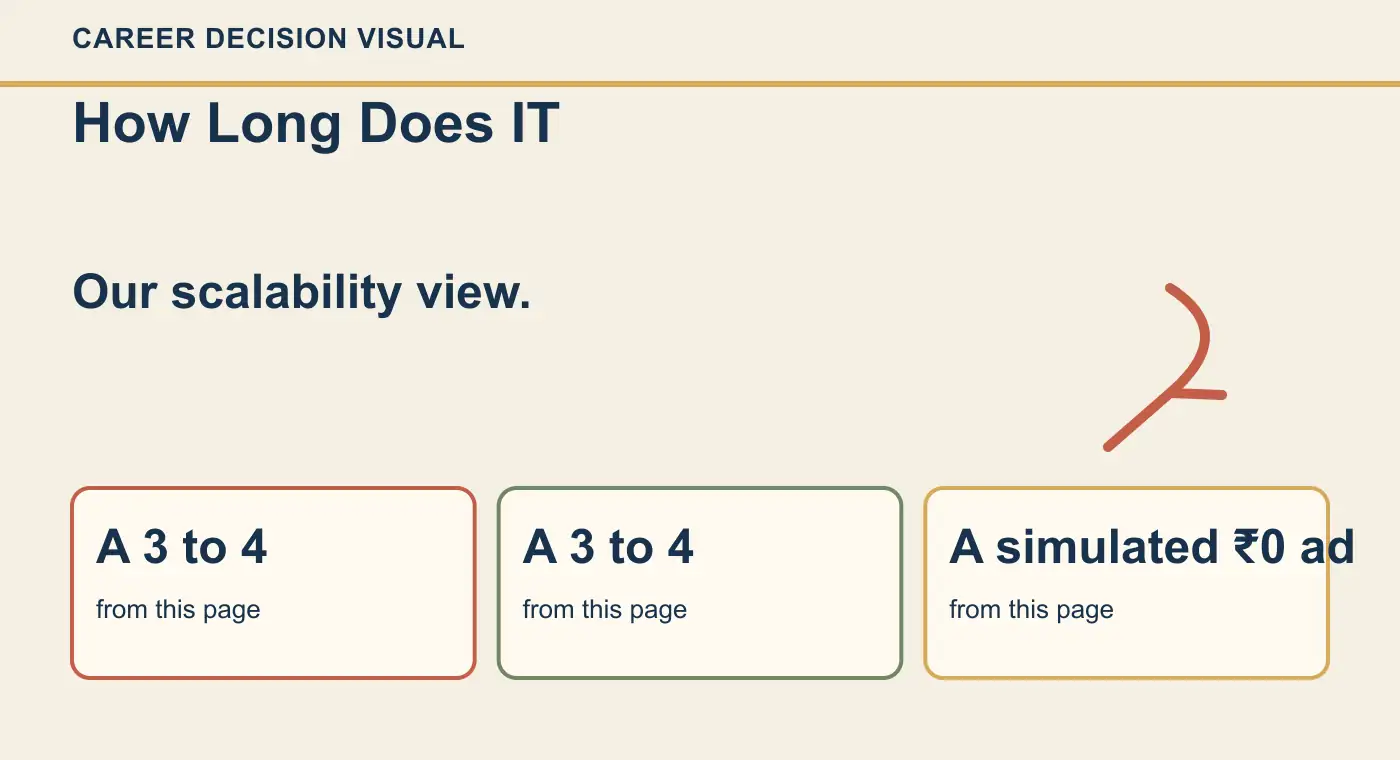 CAREER DECISION VISUAL
How Long Does IT
Our scalability view.
A 3 to 4
from this page
A 3 to 4
from this page
A simulated ₹0 ad
from this page